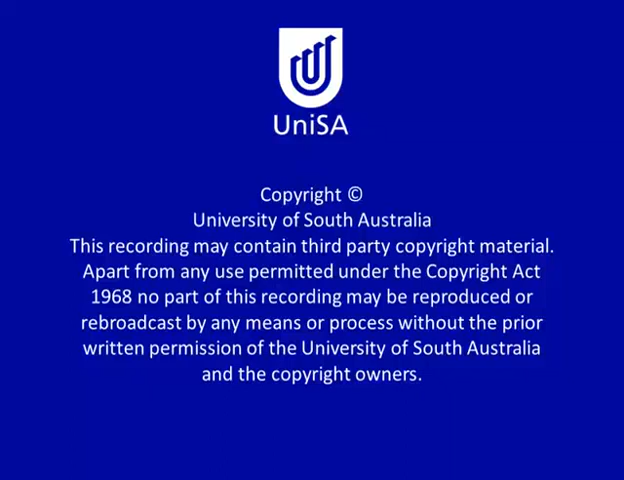 UniSA
Copyright ©
University of South Australia
This recording may contain third party copyright material.
Apart from any use permitted under the Copyright Act
1968 no part of this recording may be reproduced or
rebroadcast by any means or process without the prior
written permission of the University of South Australia
and the copyright owners.